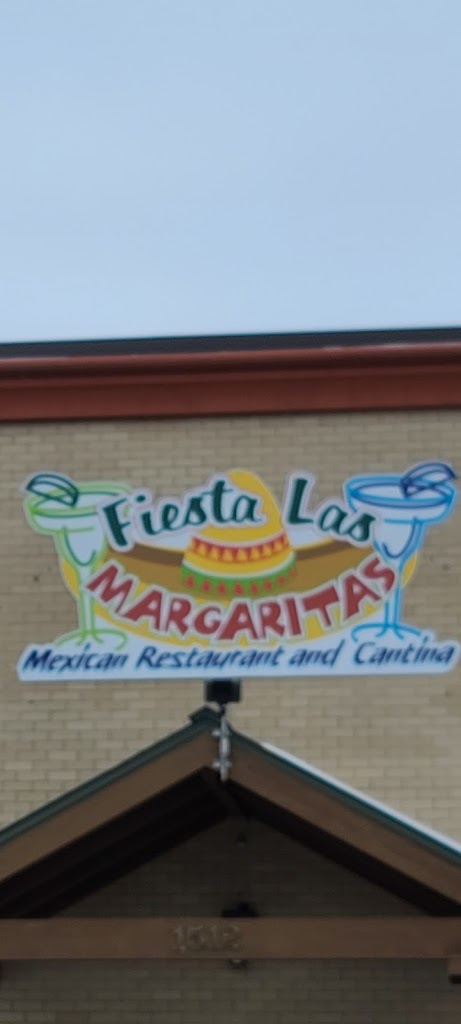 Fiesta Las
MARGARITAS
Mexican Restaurant and Cantina
1512